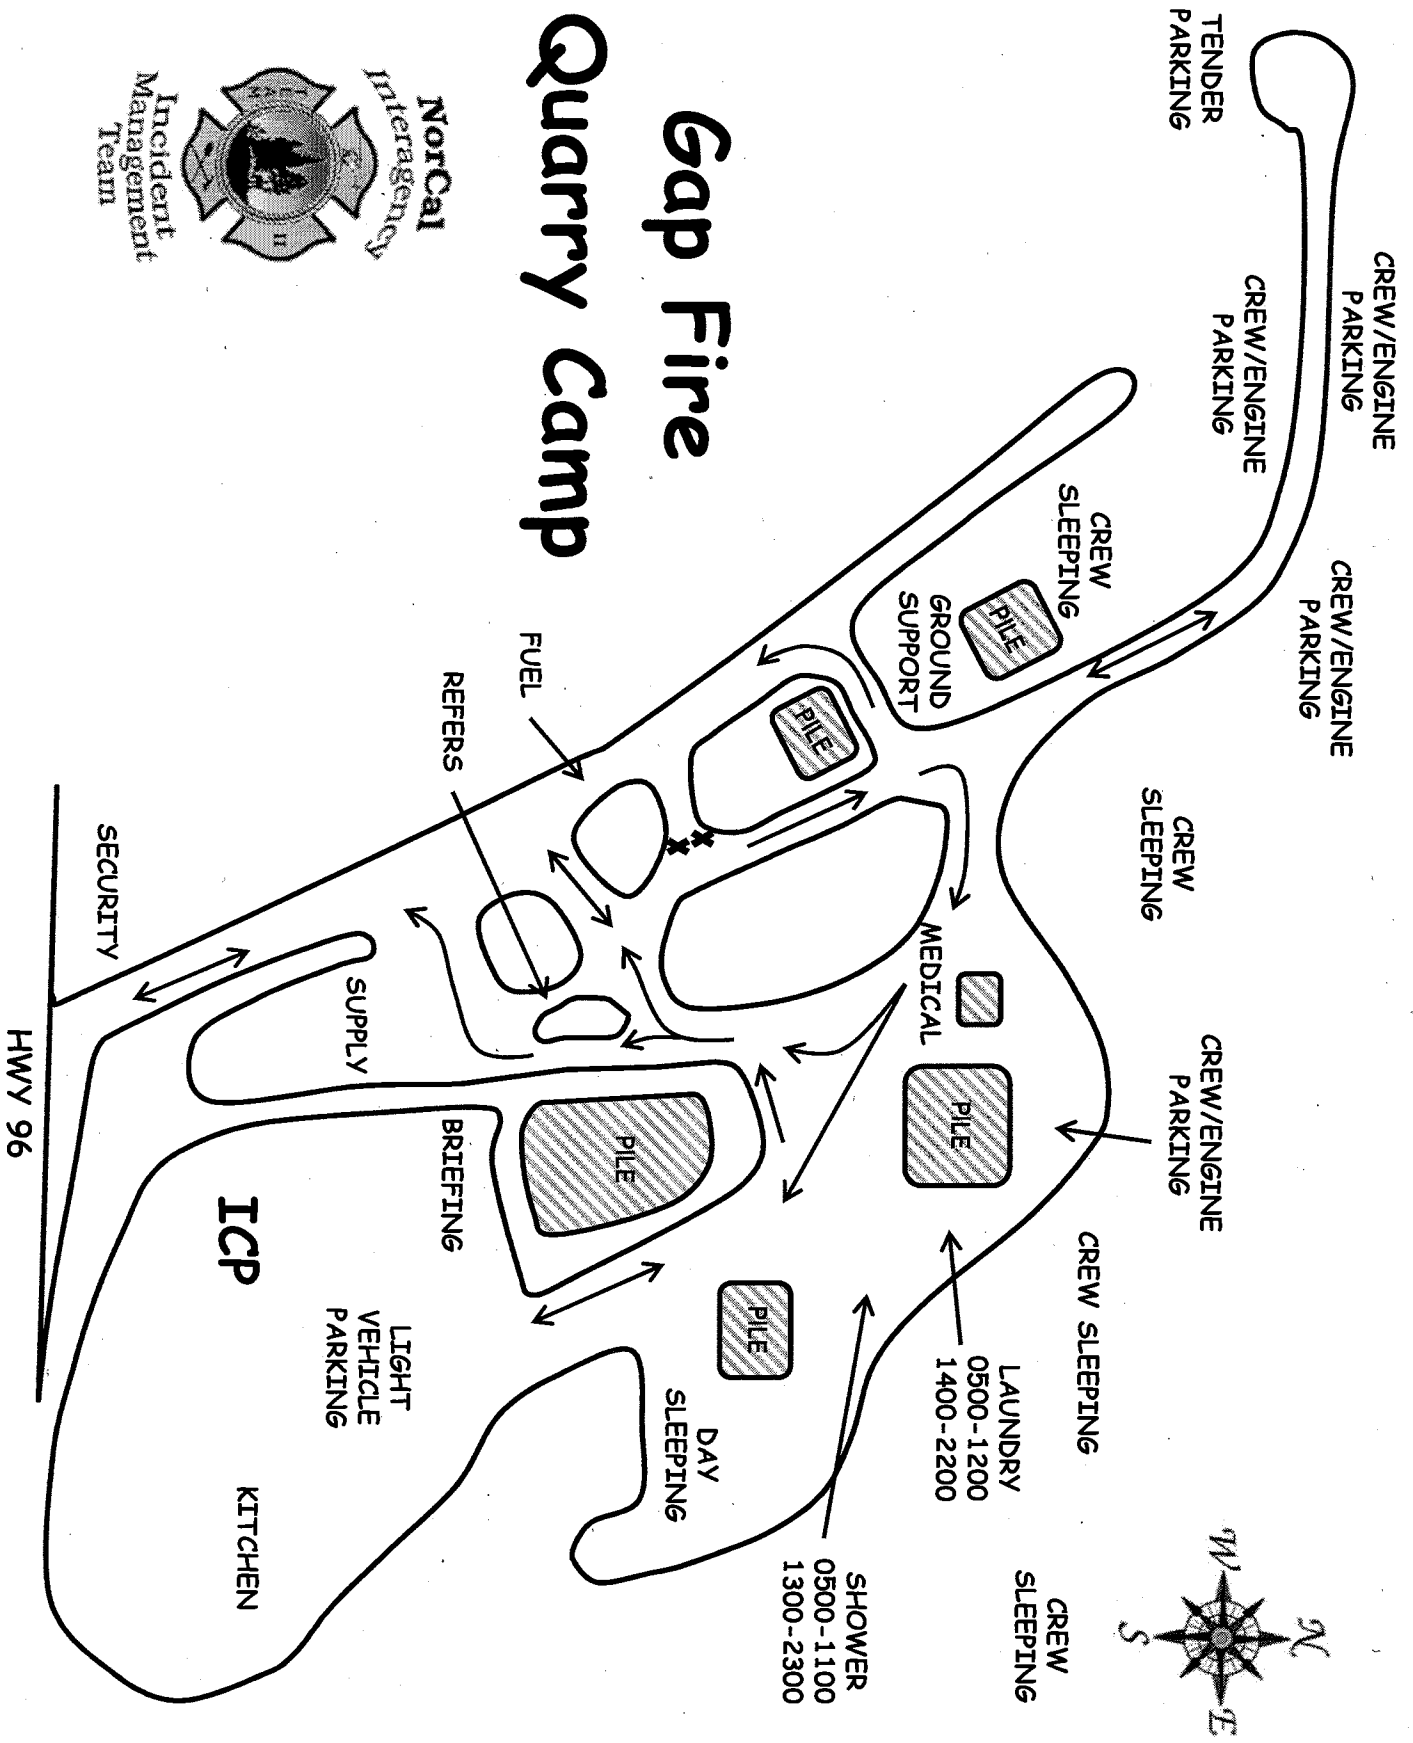 TENDER
PARKING
CREW/ENGINE
PARKING
CREW/ENGINE
PARKING
CREW/ENGINE
PARKING
CREW
SLEEPING
CREW/ENGINE
PARKING
CREW SLEEPING
CREW
SLEEPING
N
W
E
S
CREW
SLEEPING
PILE
GROUND
SUPPORT
PILE
MEDICAL
PILE
LAUNDRY
0500-1200
1400-2200
SHOWER
0500-1100
1300-2300
PILE
DAY
SLEEPING
PILE
Gap Fire
Quarry Camp
FUEL
REFERS
BRIEFING
SUPPLY
LIGHT
VEHICLE
PARKING
ICP
KITCHEN
NorCal
Interagency
II
Incident
Management
Team
SECURITY
HWY 96